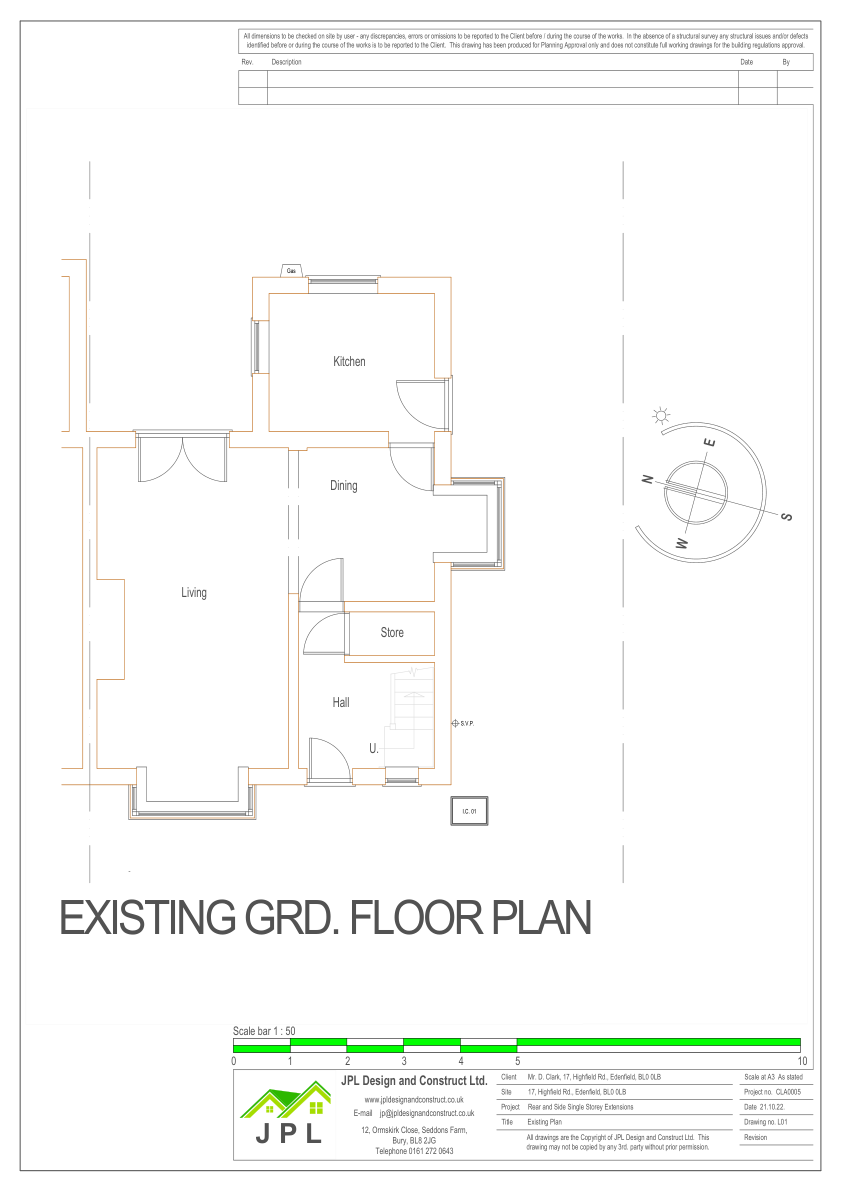 All dimensions to be checked on site by user - any discrepancies, errors or omissions to be reported to the Client before / during the course of the works. In the absence of a structural survey any structural issues and/or defects
identified before or during the course of the works is to be reported to the Client. This drawing has been produced for Planning Approval only and does not constitute full working drawings for the building regulations approval.
Rev. Description Date By
Gas
Kitchen
E
N
S
W
Dining
Living
Store
Hall
S.V.P.
U.
I.C. 01
EXISTING GRD. FLOOR PLAN
Scale bar 1 : 50
0 1 2 3 4 5 10
JPL
JPL Design and Construct Ltd.
www.jpldesignandconstruct.co.uk
E-mail jp@jpldesignandconstruct.co.uk
12, Ormskirk Close, Seddons Farm,
Bury, BL8 2JG
Telephone 0161 272 0643
Client Mr. D. Clark, 17, Highfield Rd., Edenfield, BL0 0LB
Site 17, Highfield Rd., Edenfield, BL0 0LB
Project Rear and Side Single Storey Extensions
Title Existing Plan
All drawings are the Copyright of JPL Design and Construct Ltd. This
drawing may not be copied by any 3rd. party without prior permission.
Scale at A3 As stated
Project no. CLA0005
Date 21.10.22.
Drawing no. L01
Revision